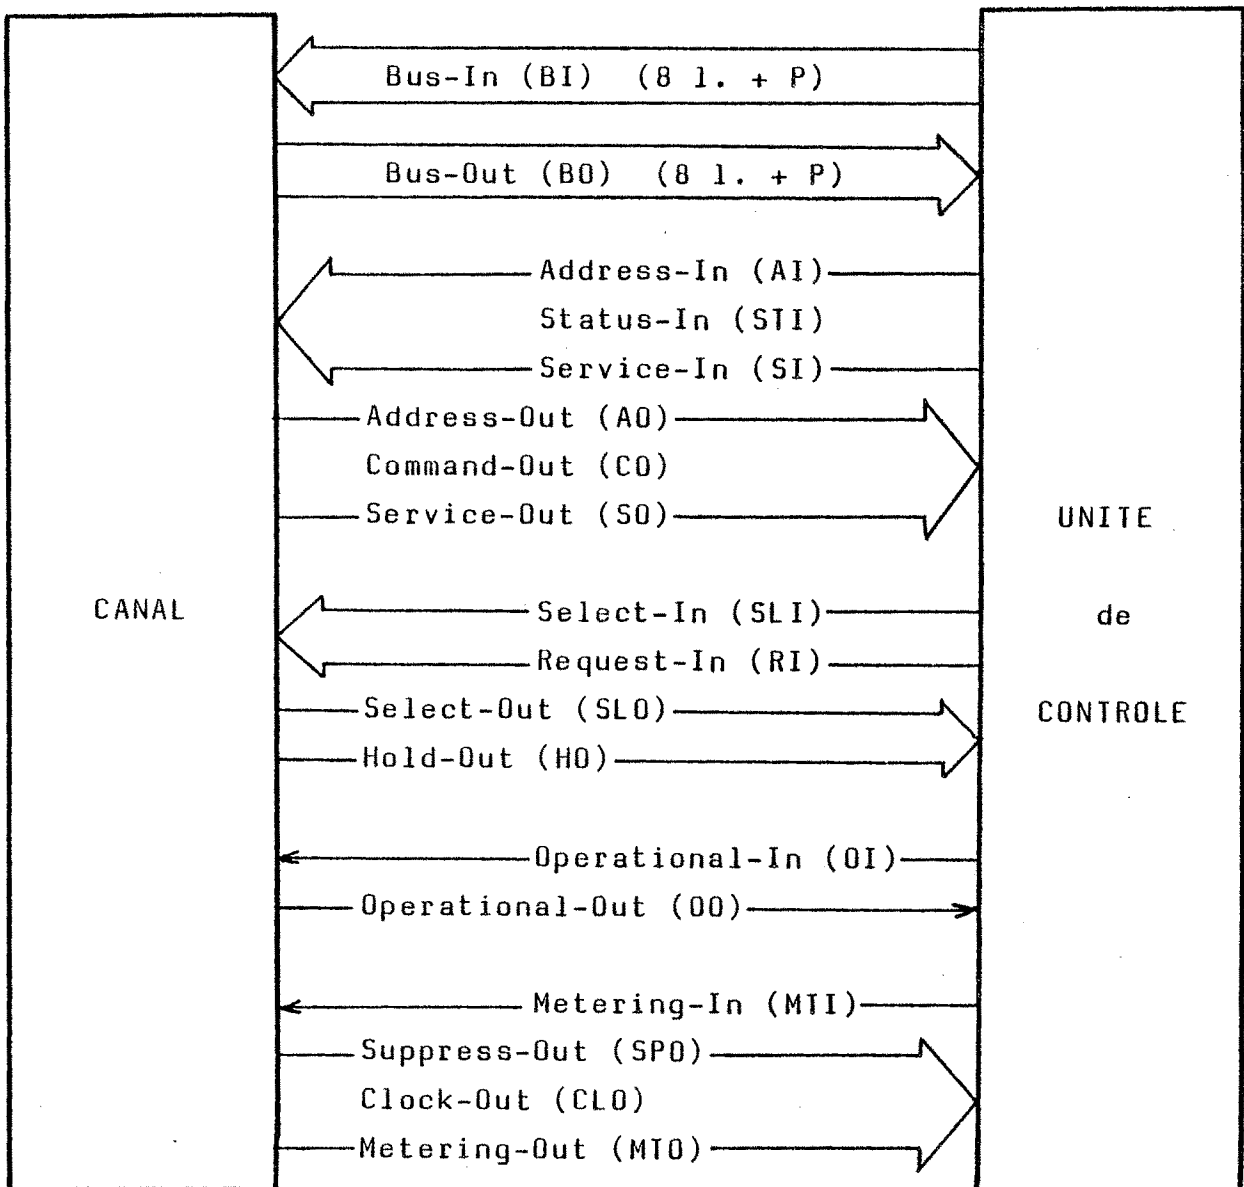 Bus-In (BI) (8 l. + P)
Bus-Out (BO) (8 l. + P)
Address-In (AI)
Status-In (STI)
Service-In (SI)
Address-Out (AO)
Command-Out (CO)
Service-Out (SO)
UNITE
CANAL
Select-In (SLI)
de
Request-In (RI)
Select-Out (SLO)
CONTROLE
Hold-Out (HO)
Operational-In (OI)
Operational-Out (OO)
Metering-In (MTI)
Suppress-Out (SPO)
Clock-Out (CLO)
Metering-Out (MTO)